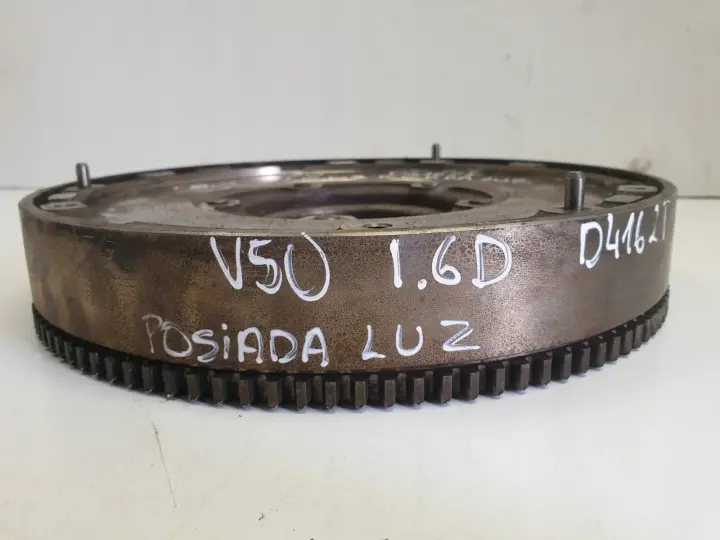 V50 1.6D D4162T
POSIADA LUZ